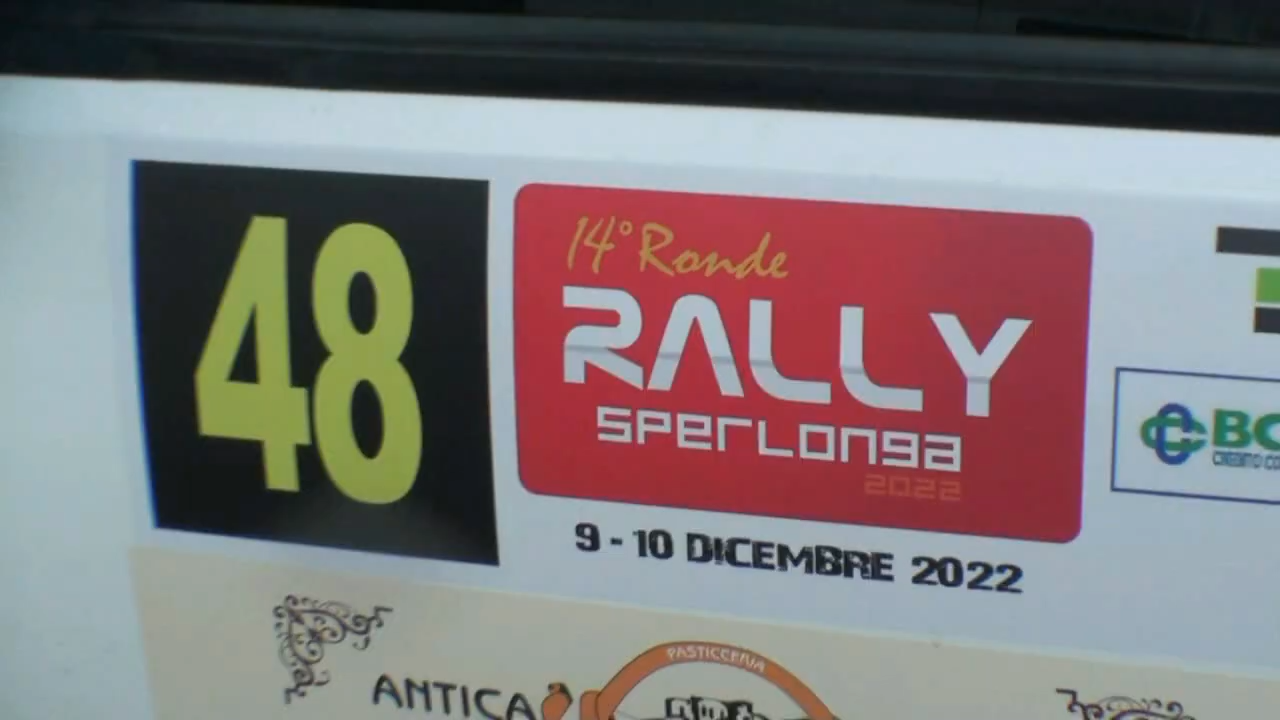 48
14° Ronde
RALLY
SPERLONGA
2022
9 - 10 DICEMBRE 2022
PASTICCERIA
ANTICA